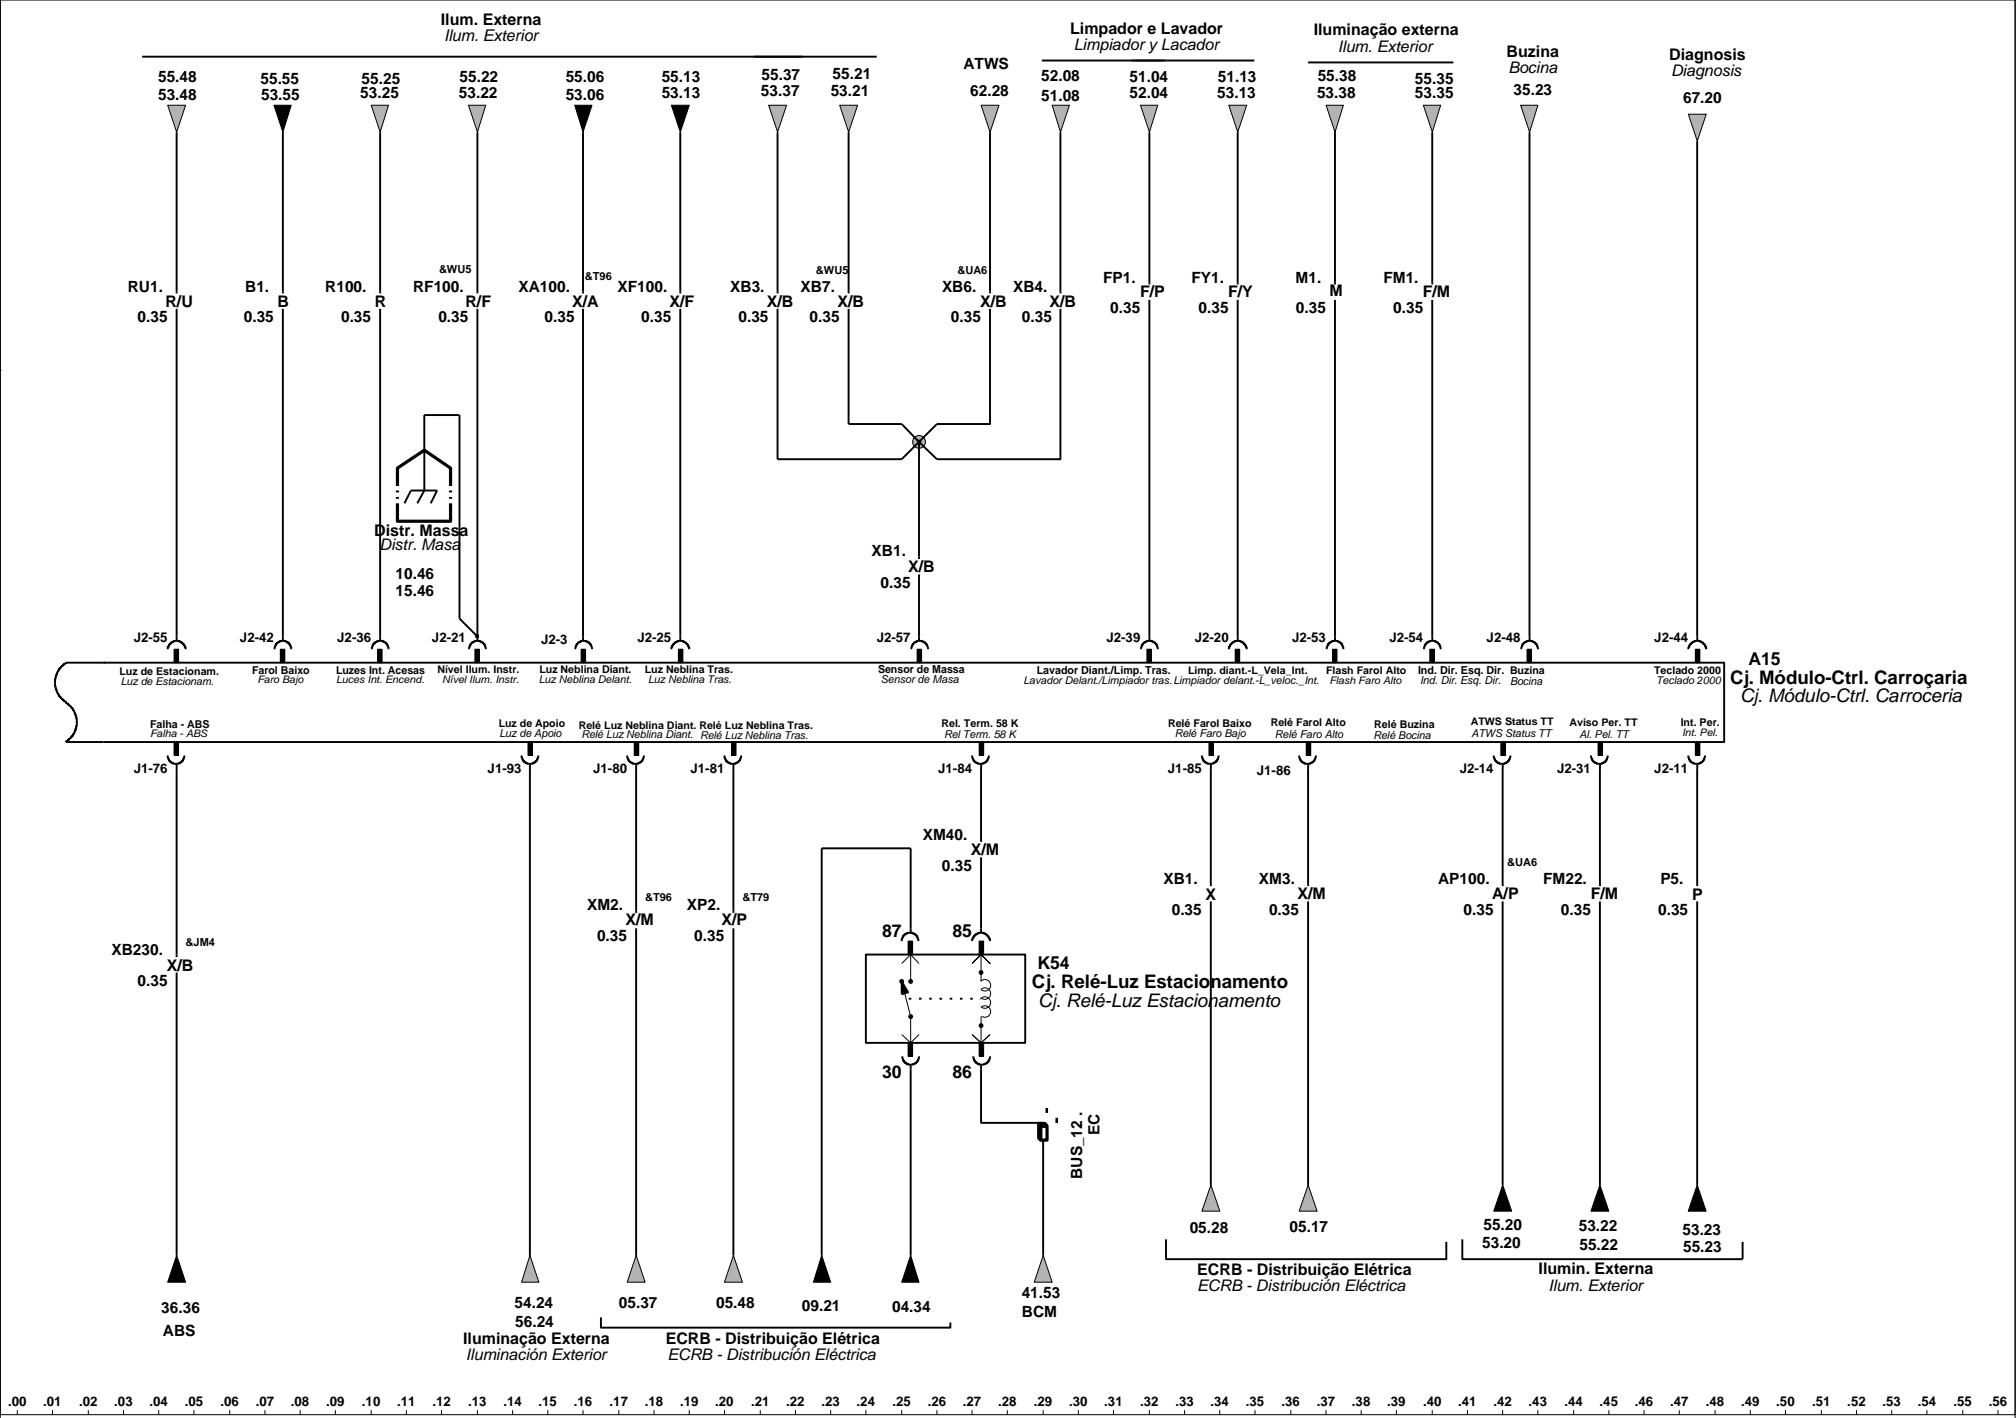 Ilum. Externa
Ilum. Exterior
Limpador e Lavador
Limpiador y Lacador
Iluminação externa
Ilum. Exterior
Buzina
Bocina
Diagnosis
Diagnosis
ATWS
55.48 55.55 55.25 55.22 55.06 55.13 55.37 55.21 62.28 52.08 51.04 51.13 55.38 55.35 35.23 67.20
53.48 53.55 53.25 53.22 53.06 53.13 53.37 53.21 51.08 52.04 53.13 53.38 53.35
&WU5 &T96 &WU5 &UA6
RU1. B1. R100. RF100. XA100. XF100. XB3. XB7. XB6. XB4. FP1. FY1. M1. FM1.
R/U B R R/F X/A X/F X/B X/B X/B X/B F/P F/Y M F/M
0.35 0.35 0.35 0.35 0.35 0.35 0.35 0.35 0.35 0.35 0.35 0.35 0.35 0.35
Distr. Massa
Distr. Masa
10.46
15.46
XB1.
X/B
0.35
J2-55 J2-42 J2-36 J2-21 J2-3 J2-25 J2-57 J2-39 J2-20 J2-53 J2-54 J2-48 J2-44
Luz de Estacionam. Farol Baixo Luzes Int. Acesas Nível Ilum. Instr. Luz Neblina Diant. Luz Neblina Tras. Sensor de Massa Lavador Diant./Limp. Tras. Limp. diant.-L_Vela_Int. Flash Farol Alto Ind. Dir. Esq. Dir. Buzina Teclado 2000
Luz de Estacionam. Faro Bajo Luces Int. Encend. Nível Ilum. Instr. Luz Neblina Delant. Luz Neblina Tras. Sensor de Masa Lavador Delant./Limpiador tras. Limpiador delant.-L_veloc._Int. Flash Faro Alto Ind. Dir. Esq. Dir. Bocina Teclado 2000
A15
Cj. Módulo-Ctrl. Carroçaria
Cj. Módulo-Ctrl. Carroceria
Falha - ABS Luz de Apoio Relé Luz Neblina Diant. Relé Luz Neblina Tras. Rel. Term. 58 K Relé Farol Baixo Relé Farol Alto Relé Buzina ATWS Status TT Aviso Per. TT Int. Per.
Falha - ABS Luz de Apoio Relé Luz Neblina Diant. Relé Luz Neblina Tras. Rel Term. 58 K Relé Faro Bajo Relé Faro Alto Relé Bocina ATWS Status TT Al. Pel. TT Int. Pel.
J1-76 J1-93 J1-80 J1-81 J1-84 J1-85 J1-86 J2-14 J2-31 J2-11
XM40.
X/M
0.35
&UA6
XB1. XM3. AP100. FM22. P5.
X X/M A/P F/M P
0.35 0.35 0.35 0.35 0.35
&T96 &T79
XM2. XP2.
X/M X/P
0.35 0.35
&JM4
XB230.
X/B
0.35
87 85
K54
Cj. Relé-Luz Estacionamento
Cj. Relé-Luz Estacionamento
30 86
BUS_12.
EC
05.28 05.17 55.20 53.22 53.23
53.20 55.22 55.23
ECRB - Distribuição Elétrica
ECRB - Distribución Eléctrica
Ilumin. Externa
Ilum. Exterior
36.36
ABS
54.24
56.24
Iluminação Externa
Iluminación Exterior
05.37 05.48 09.21 04.34
ECRB - Distribuição Elétrica
ECRB - Distribución Eléctrica
41.53
BCM
.00 .01 .02 .03 .04 .05 .06 .07 .08 .09 .10 .11 .12 .13 .14 .15 .16 .17 .18 .19 .20 .21 .22 .23 .24 .25 .26 .27 .28 .29 .30 .31 .32 .33 .34 .35 .36 .37 .38 .39 .40 .41 .42 .43 .44 .45 .46 .47 .48 .49 .50 .51 .52 .53 .54 .55 .56